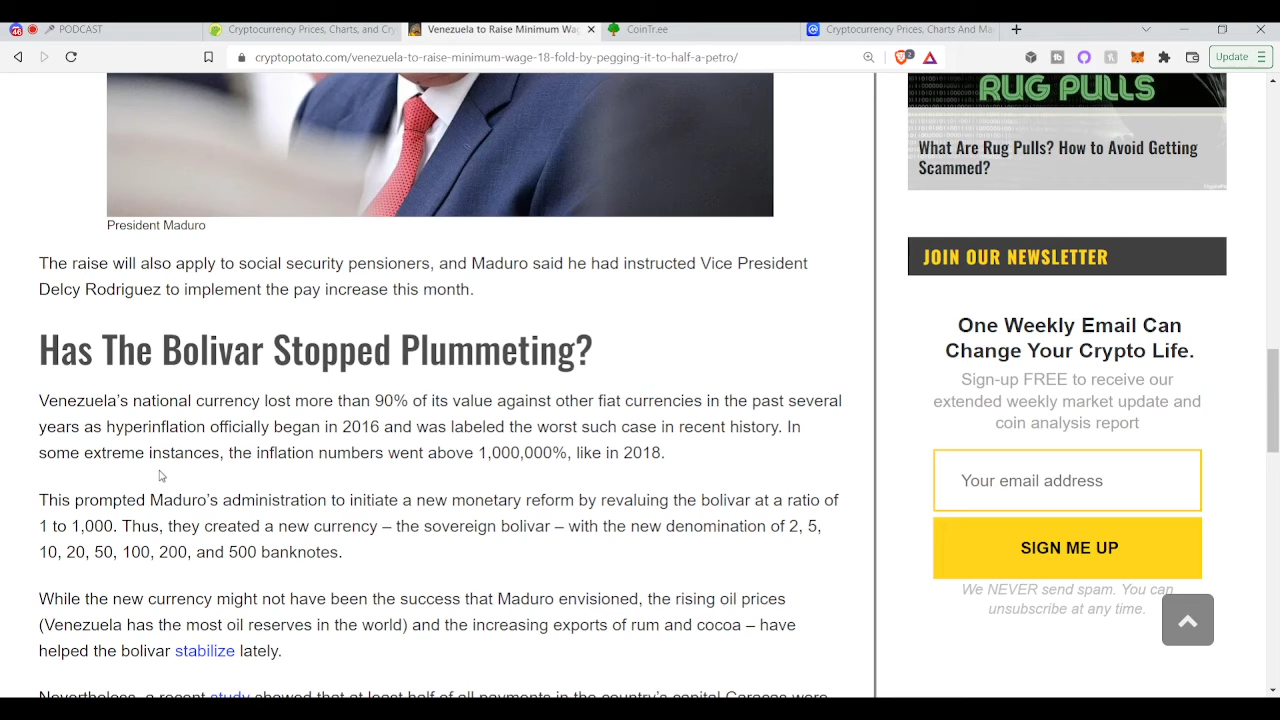 46
PODCAST
Cryptocurrency Prices, Charts, and Cry
Venezuela to Raise Minimum Wag
CoinTree
Cryptocurrency Prices, Charts And Ma
cryptopotato.com/venezuela-to-raise-minimum-wage-18-fold-by-pegging-it-to-half-a-petro/
2
Update
RUG PULLS
What Are Rug Pulls? How to Avoid Getting
Scammed?
President Maduro
The raise will also apply to social security pensioners, and Maduro said he had instructed Vice President
Delcy Rodriguez to implement the pay increase this month.
Has The Bolivar Stopped Plummeting?
Venezuela's national currency lost more than 90% of its value against other fiat currencies in the past several
years as hyperinflation officially began in 2016 and was labeled the worst such case in recent history. In
some extreme instances, the inflation numbers went above 1,000,000%, like in 2018.
This prompted Maduro's administration to initiate a new monetary reform by revaluing the bolivar at a ratio of
1 to 1,000. Thus, they created a new currency – the sovereign bolivar – with the new denomination of 2, 5,
10, 20, 50, 100, 200, and 500 banknotes.
While the new currency might not have been the success that Maduro envisioned, the rising oil prices
(Venezuela has the most oil reserves in the world) and the increasing exports of rum and cocoa – have
helped the bolivar stabilize lately.
Nevertheless, a recent study showed that at least half of all payments in the country's capital Caracas were
JOIN OUR NEWSLETTER
One Weekly Email Can
Change Your Crypto Life.
Sign-up FREE to receive our
extended weekly market update and
coin analysis report
Your email address
SIGN ME UP
We NEVER send spam. You can
unsubscribe at any time.